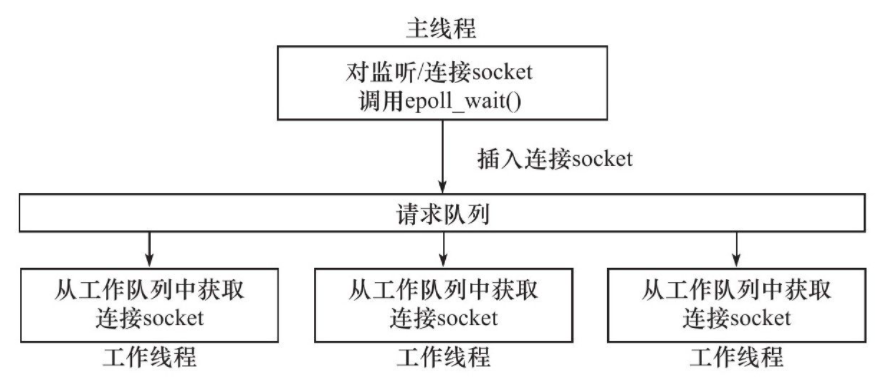 主线程
对监听/连接socket
调用epoll_wait()
插入连接socket
请求队列
从工作队列中获取
连接socket
工作线程
从工作队列中获取
连接socket
工作线程
从工作队列中获取
连接socket
工作线程